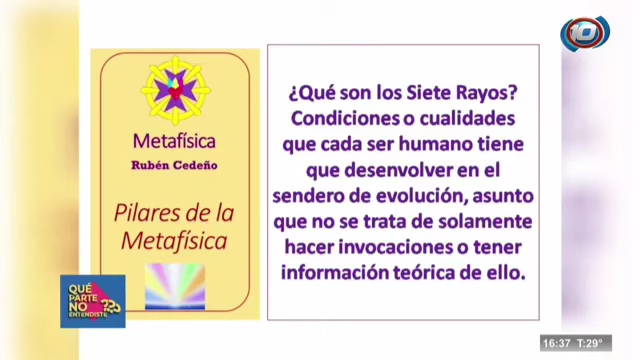 10
Metafísica
Rubén Cedeño
Pilares de la
Metafísica
¿Qué son los Siete Rayos?
Condiciones o cualidades
que cada ser humano tiene
que desenvolver en el
sendero de evolución, asunto
que no se trata de solamente
hacer invocaciones o tener
información teórica de ello.
QUÉ
PARTE
NO
ENTENDISTE
???
16:37 T:29°